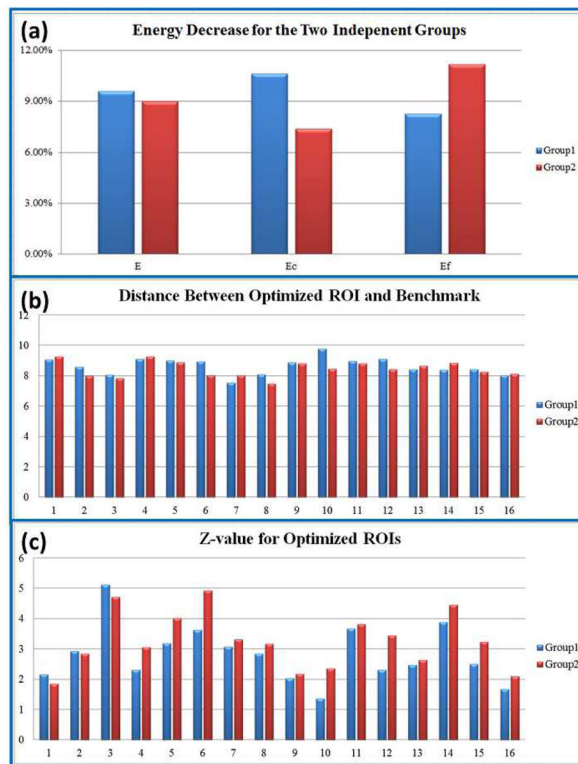 (a)
Energy Decrease for the Two Indepenent Groups
12.00%
9.00%
6.00%
3.00%
0.00%
E Ec Ef
Group1
Group2
(b)
Distance Between Optimized ROI and Benchmark
12
10
8
6
4
2
0
1 2 3 4 5 6 7 8 9 10 11 12 13 14 15 16
Group1
Group2
(c)
Z-value for Optimized ROIs
6
5
4
3
2
1
0
1 2 3 4 5 6 7 8 9 10 11 12 13 14 15 16
Group1
Group2